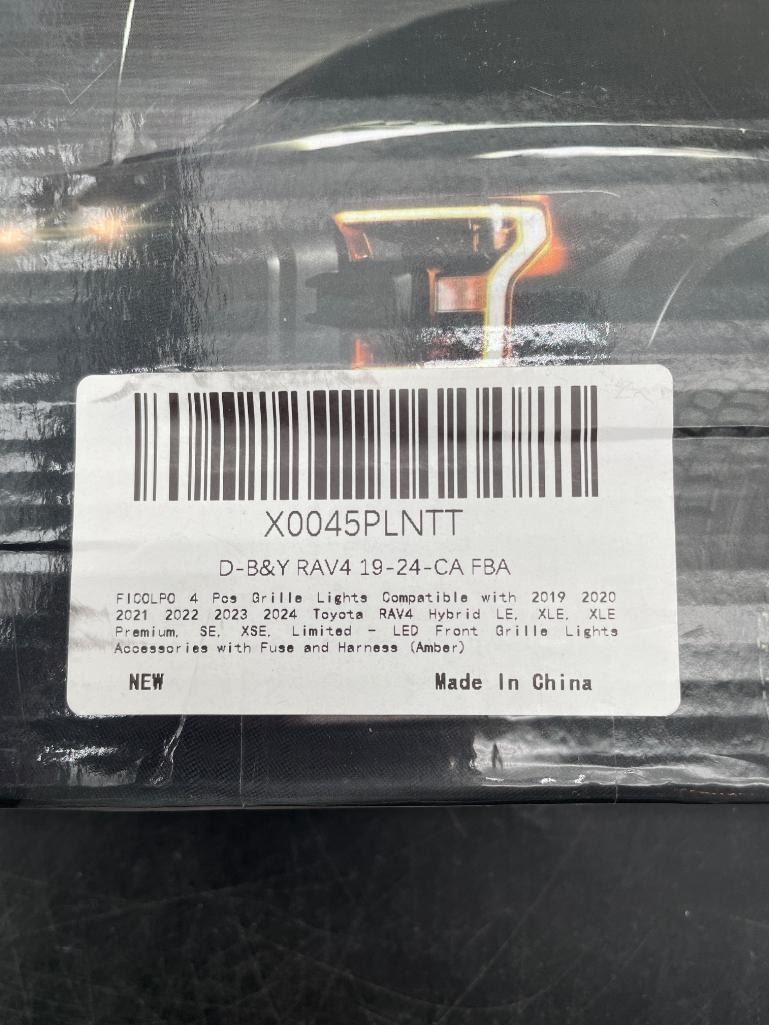 X0045PLNTT
D-B&Y RAV4 19-24-CA FBA
FICOLPO 4 Pcs Grille Lights Compatible with 2019 2020
2021 2022 2023 2024 Toyota RAV4 Hybrid LE, XLE, XLE
Premium, SE, XSE, Limited - LED Front Grille Lights
Accessories with Fuse and Harness (Amber)
NEW Made In China